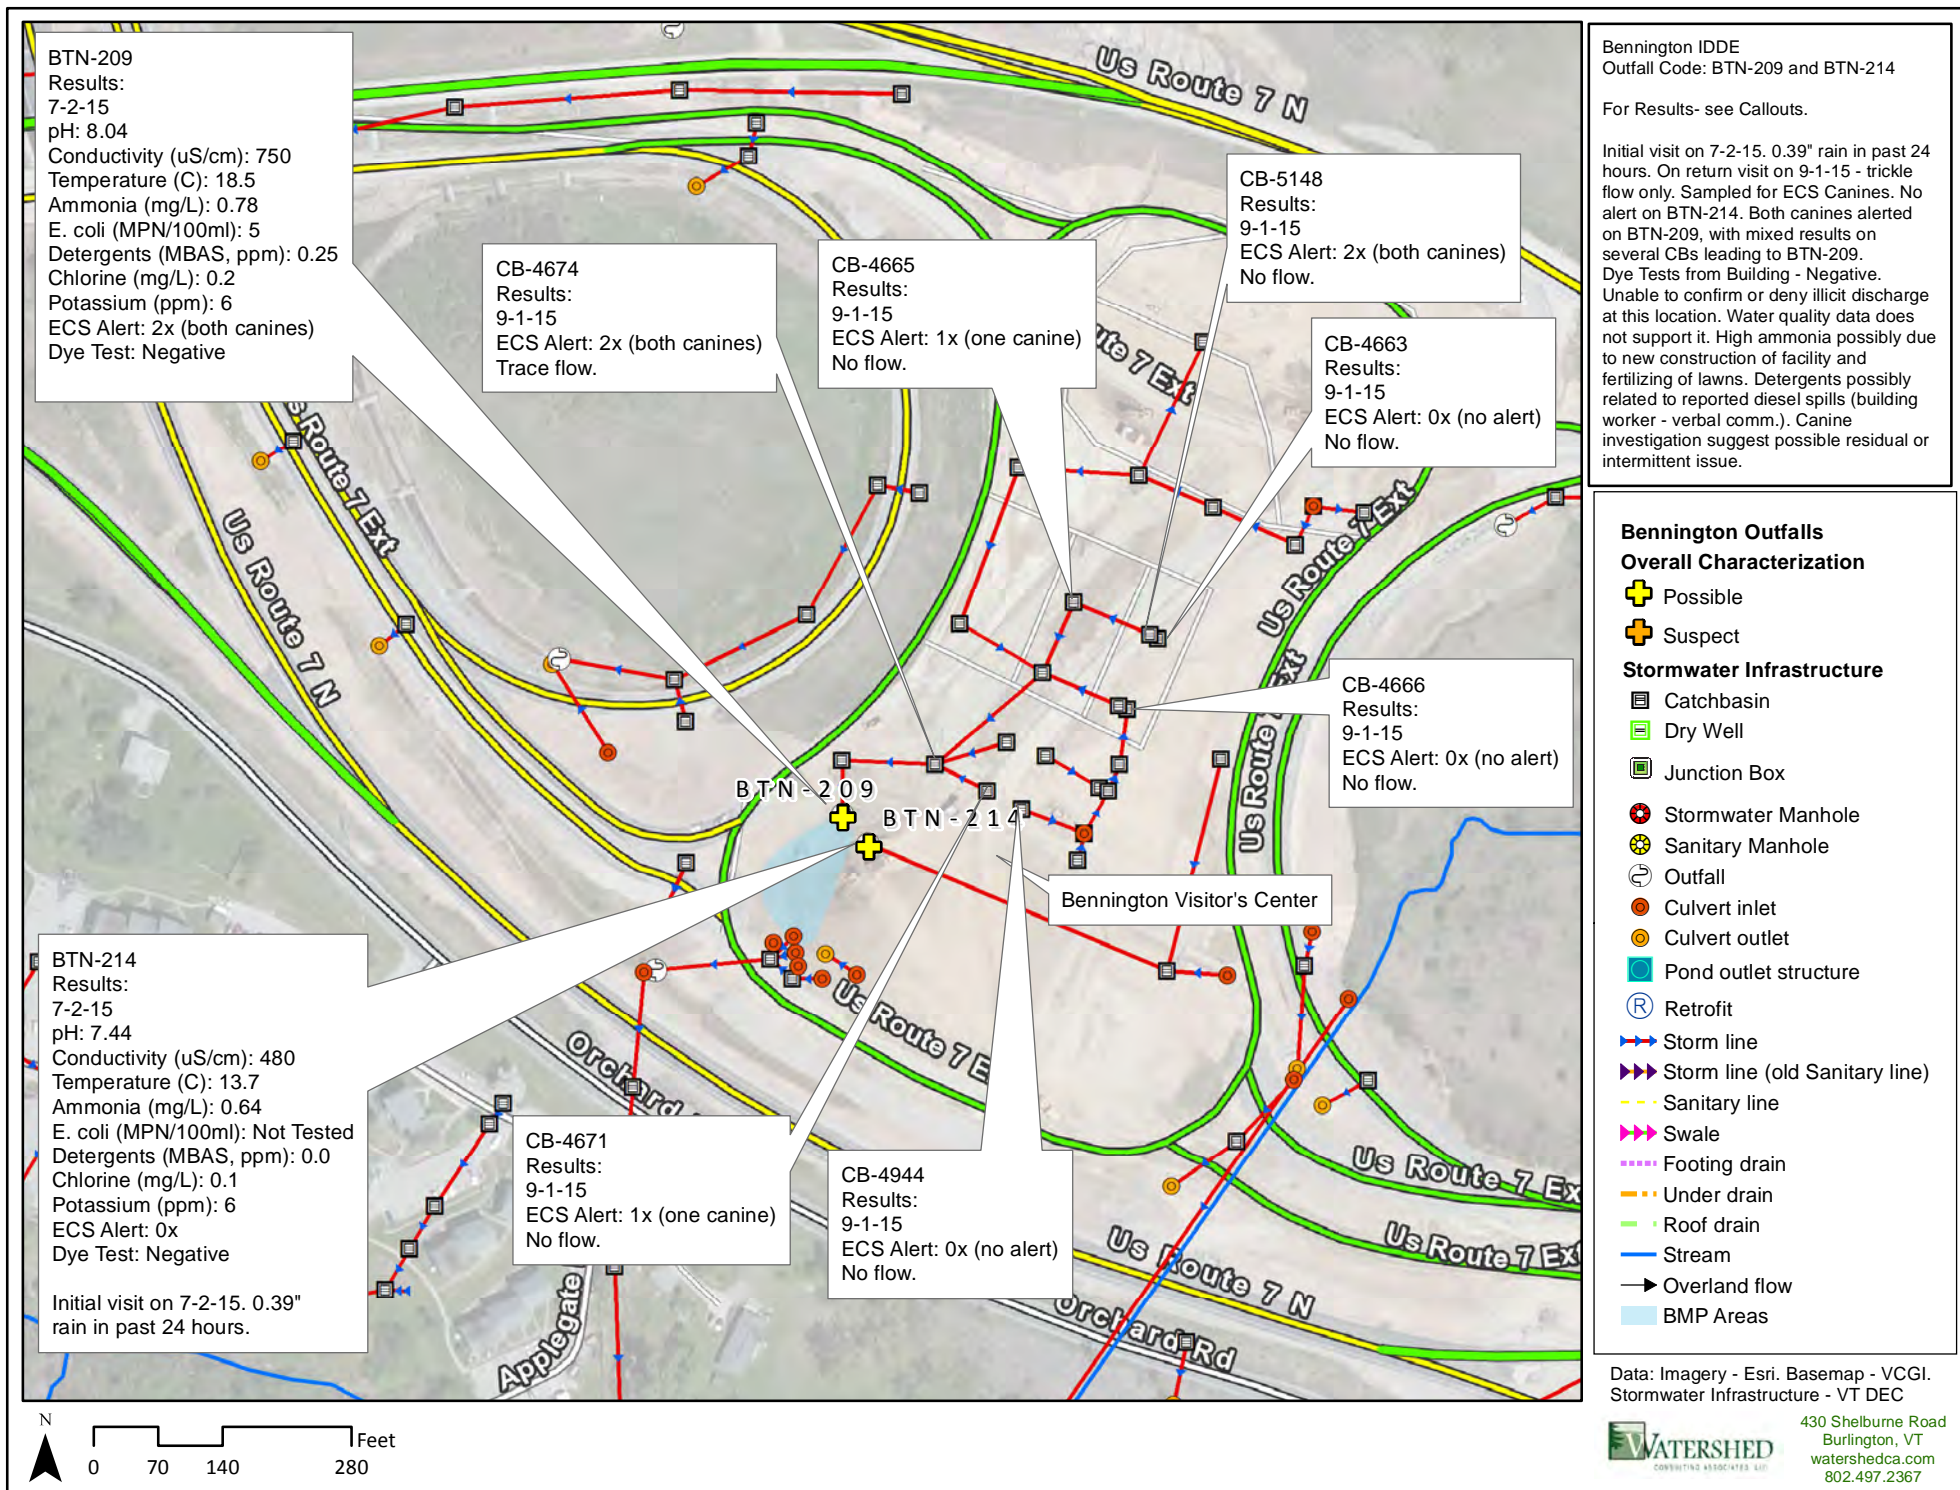 BTN-209
Results:
7-2-15
pH: 8.04
Conductivity (uS/cm): 750
Temperature (C): 18.5
Ammonia (mg/L): 0.78
E. coli (MPN/100ml): 5
Detergents (MBAS, ppm): 0.25
Chlorine (mg/L): 0.2
Potassium (ppm): 6
ECS Alert: 2x (both canines)
Dye Test: Negative
CB-4674
Results:
9-1-15
ECS Alert: 2x (both canines)
Trace flow.
CB-4665
Results:
9-1-15
ECS Alert: 1x (one canine)
No flow.
CB-5148
Results:
9-1-15
ECS Alert: 2x (both canines)
No flow.
CB-4663
Results:
9-1-15
ECS Alert: 0x (no alert)
No flow.
CB-4666
Results:
9-1-15
ECS Alert: 0x (no alert)
No flow.
Us Route 7 N
ute 7 Ext
s Route 7 Ext
Us Route 7 N
Us Route 7 Ext
Us Route 7 Ext
BTN-209
BTN-214
Bennington Visitor's Center
Us Route 7 E
Orchard
BTN-214
Results:
7-2-15
pH: 7.44
Conductivity (uS/cm): 480
Temperature (C): 13.7
Ammonia (mg/L): 0.64
E. coli (MPN/100ml): Not Tested
Detergents (MBAS, ppm): 0.0
Chlorine (mg/L): 0.1
Potassium (ppm): 6
ECS Alert: 0x
Dye Test: Negative
Initial visit on 7-2-15. 0.39"
rain in past 24 hours.
CB-4671
Results:
9-1-15
ECS Alert: 1x (one canine)
No flow.
CB-4944
Results:
9-1-15
ECS Alert: 0x (no alert)
No flow.
Us Route 7 Ex
Us Route 7 Ext
Us Route 7 N
Orchard Rd
Applegate
N
Feet
0 70 140 280
Bennington IDDE
Outfall Code: BTN-209 and BTN-214
For Results- see Callouts.
Initial visit on 7-2-15. 0.39" rain in past 24
hours. On return visit on 9-1-15 - trickle
flow only. Sampled for ECS Canines. No
alert on BTN-214. Both canines alerted
on BTN-209, with mixed results on
several CBs leading to BTN-209.
Dye Tests from Building - Negative.
Unable to confirm or deny illicit discharge
at this location. Water quality data does
not support it. High ammonia possibly due
to new construction of facility and
fertilizing of lawns. Detergents possibly
related to reported diesel spills (building
worker - verbal comm.). Canine
investigation suggest possible residual or
intermittent issue.
Bennington Outfalls
Overall Characterization
Possible
Suspect
Stormwater Infrastructure
Catchbasin
Dry Well
Junction Box
Stormwater Manhole
Sanitary Manhole
Outfall
Culvert inlet
Culvert outlet
Pond outlet structure
R Retrofit
Storm line
Storm line (old Sanitary line)
Sanitary line
Swale
Footing drain
Under drain
Roof drain
Stream
Overland flow
BMP Areas
Data: Imagery - Esri. Basemap - VCGI.
Stormwater Infrastructure - VT DEC
WATERSHED
CONSULTING ASSOCIATES, LLC
430 Shelburne Road
Burlington, VT
watershedca.com
802.497.2367